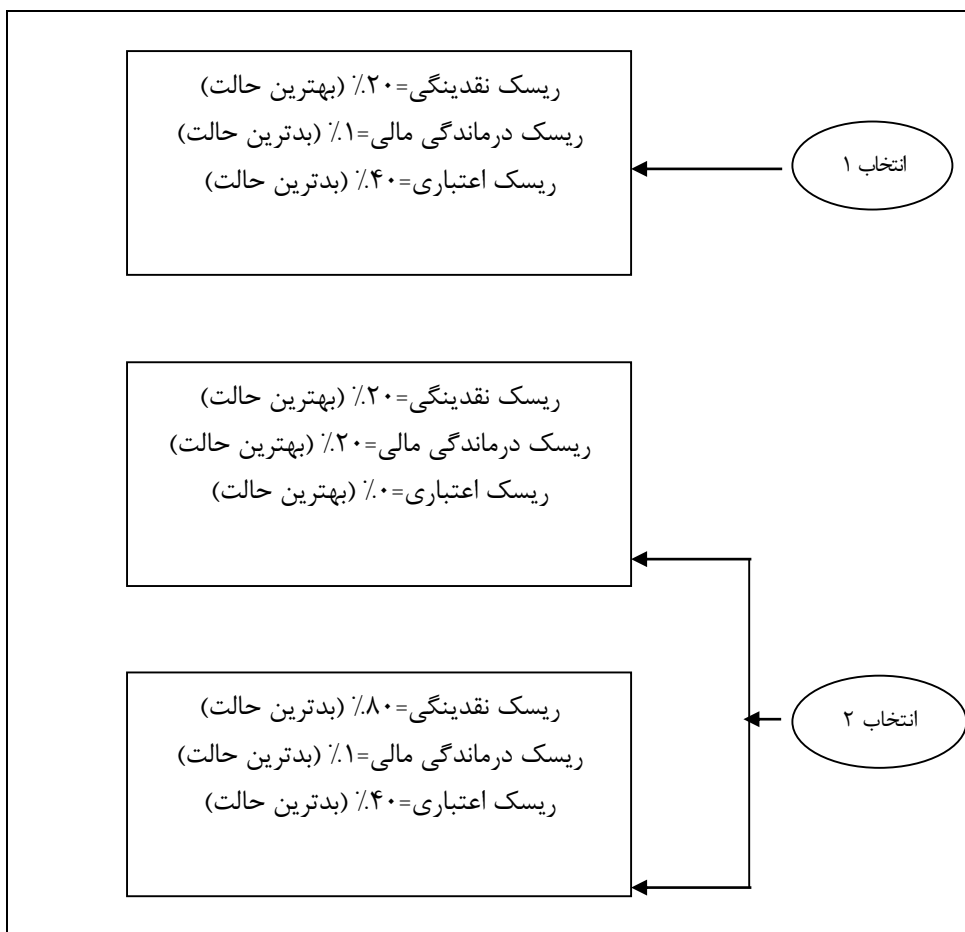 ریسک نقدینگی=۲۰٪ (بهترین حالت)
ریسک درماندگی مالی=۱٪ (بدترین حالت)
ریسک اعتباری=۴۰٪ (بدترین حالت)
انتخاب ۱
ریسک نقدینگی=۲۰٪ (بهترین حالت)
ریسک درماندگی مالی=۲۰٪ (بهترین حالت)
ریسک اعتباری=۰٪ (بهترین حالت)
ریسک نقدینگی=۸۰٪ (بدترین حالت)
ریسک درماندگی مالی=۱٪ (بدترین حالت)
ریسک اعتباری=۴۰٪ (بدترین حالت)
انتخاب ۲